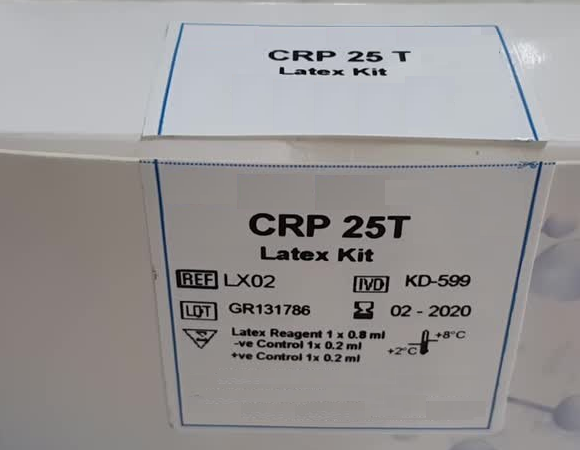 CRP 25 T
Latex Kit
CRP 25T
Latex Kit
REF LX02 IVD KD-599
LOT GR131786 02 - 2020
Latex Reagent 1 x 0.8 ml +8°C
-ve Control 1x 0.2 ml +2°C
+ve Control 1x 0.2 ml